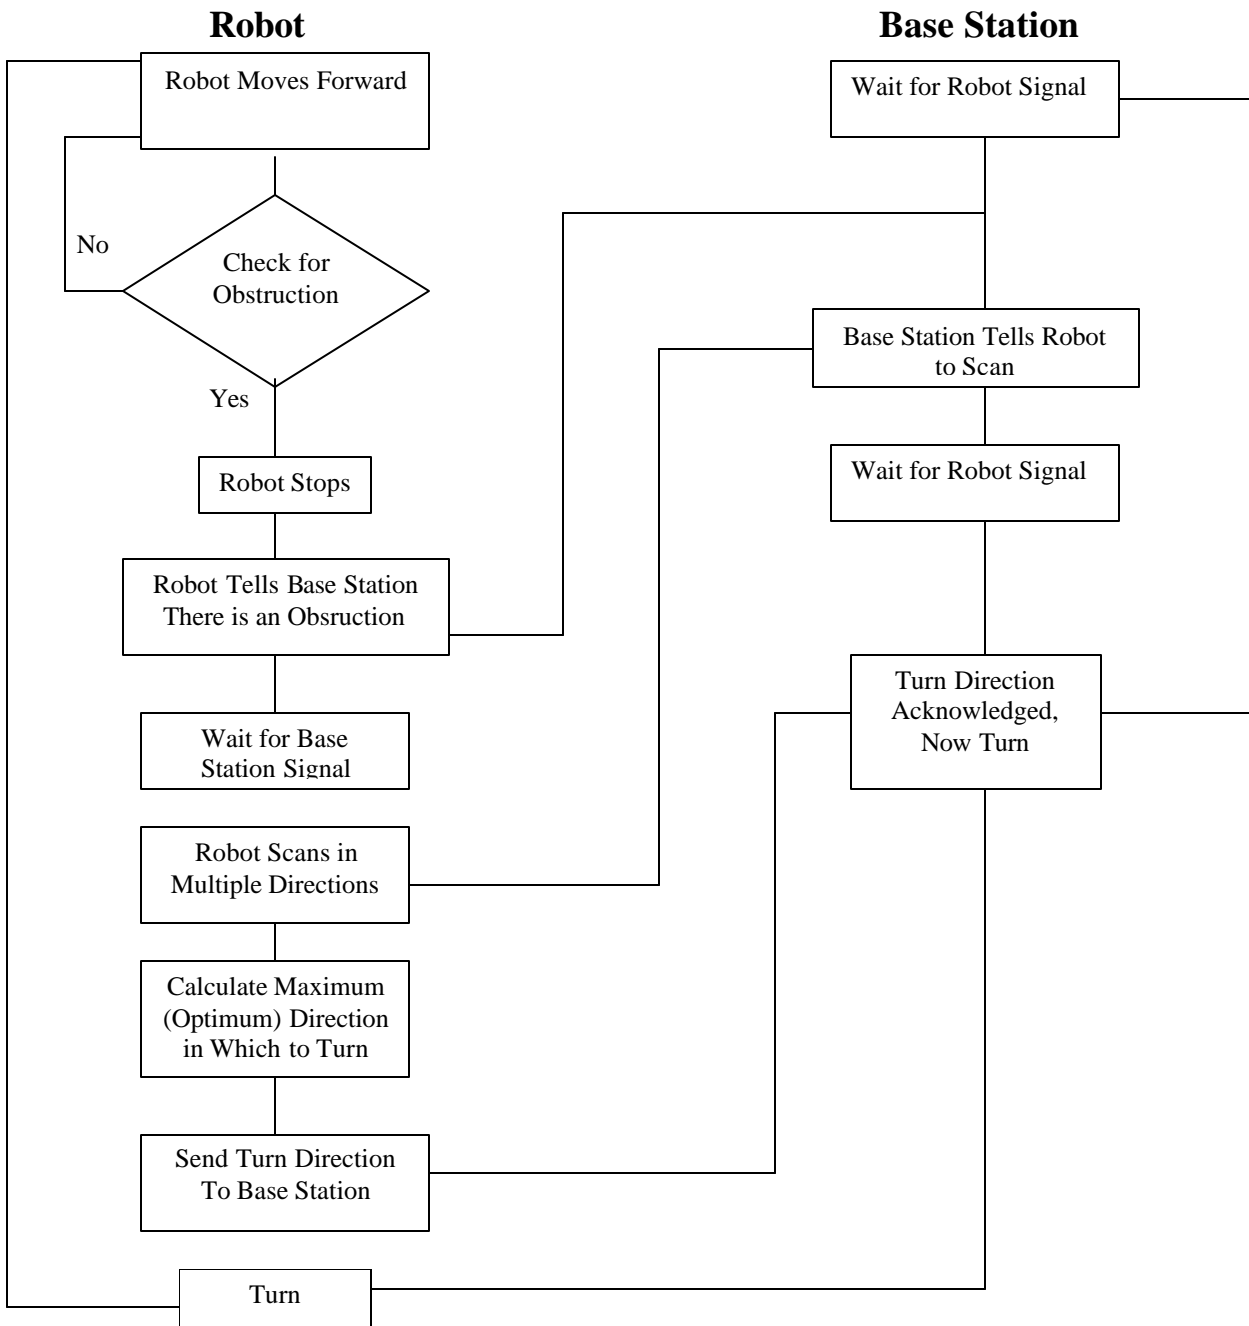 Robot
Robot Moves Forward
No
Check for
Obstruction
Yes
Robot Stops
Robot Tells Base Station
There is an Obsruction
Wait for Base
Station Signal
Robot Scans in
Multiple Directions
Calculate Maximum
(Optimum) Direction
in Which to Turn
Send Turn Direction
To Base Station
Turn
Base Station
Wait for Robot Signal
Base Station Tells Robot
to Scan
Wait for Robot Signal
Turn Direction
Acknowledged,
Now Turn